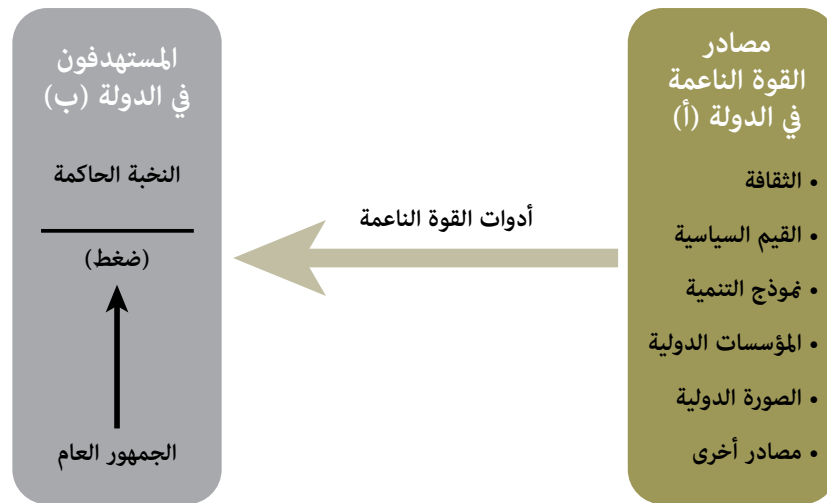 مصادر
القوة الناعمة
في الدولة (أ)
• الثقافة
• القيم السياسية
• نموذج التنمية
• المؤسسات الدولية
• الصورة الدولية
• مصادر أخرى
أدوات القوة الناعمة
المستهدفون
في الدولة (ب)
النخبة الحاكمة
(ضغط)
الجمهور العام